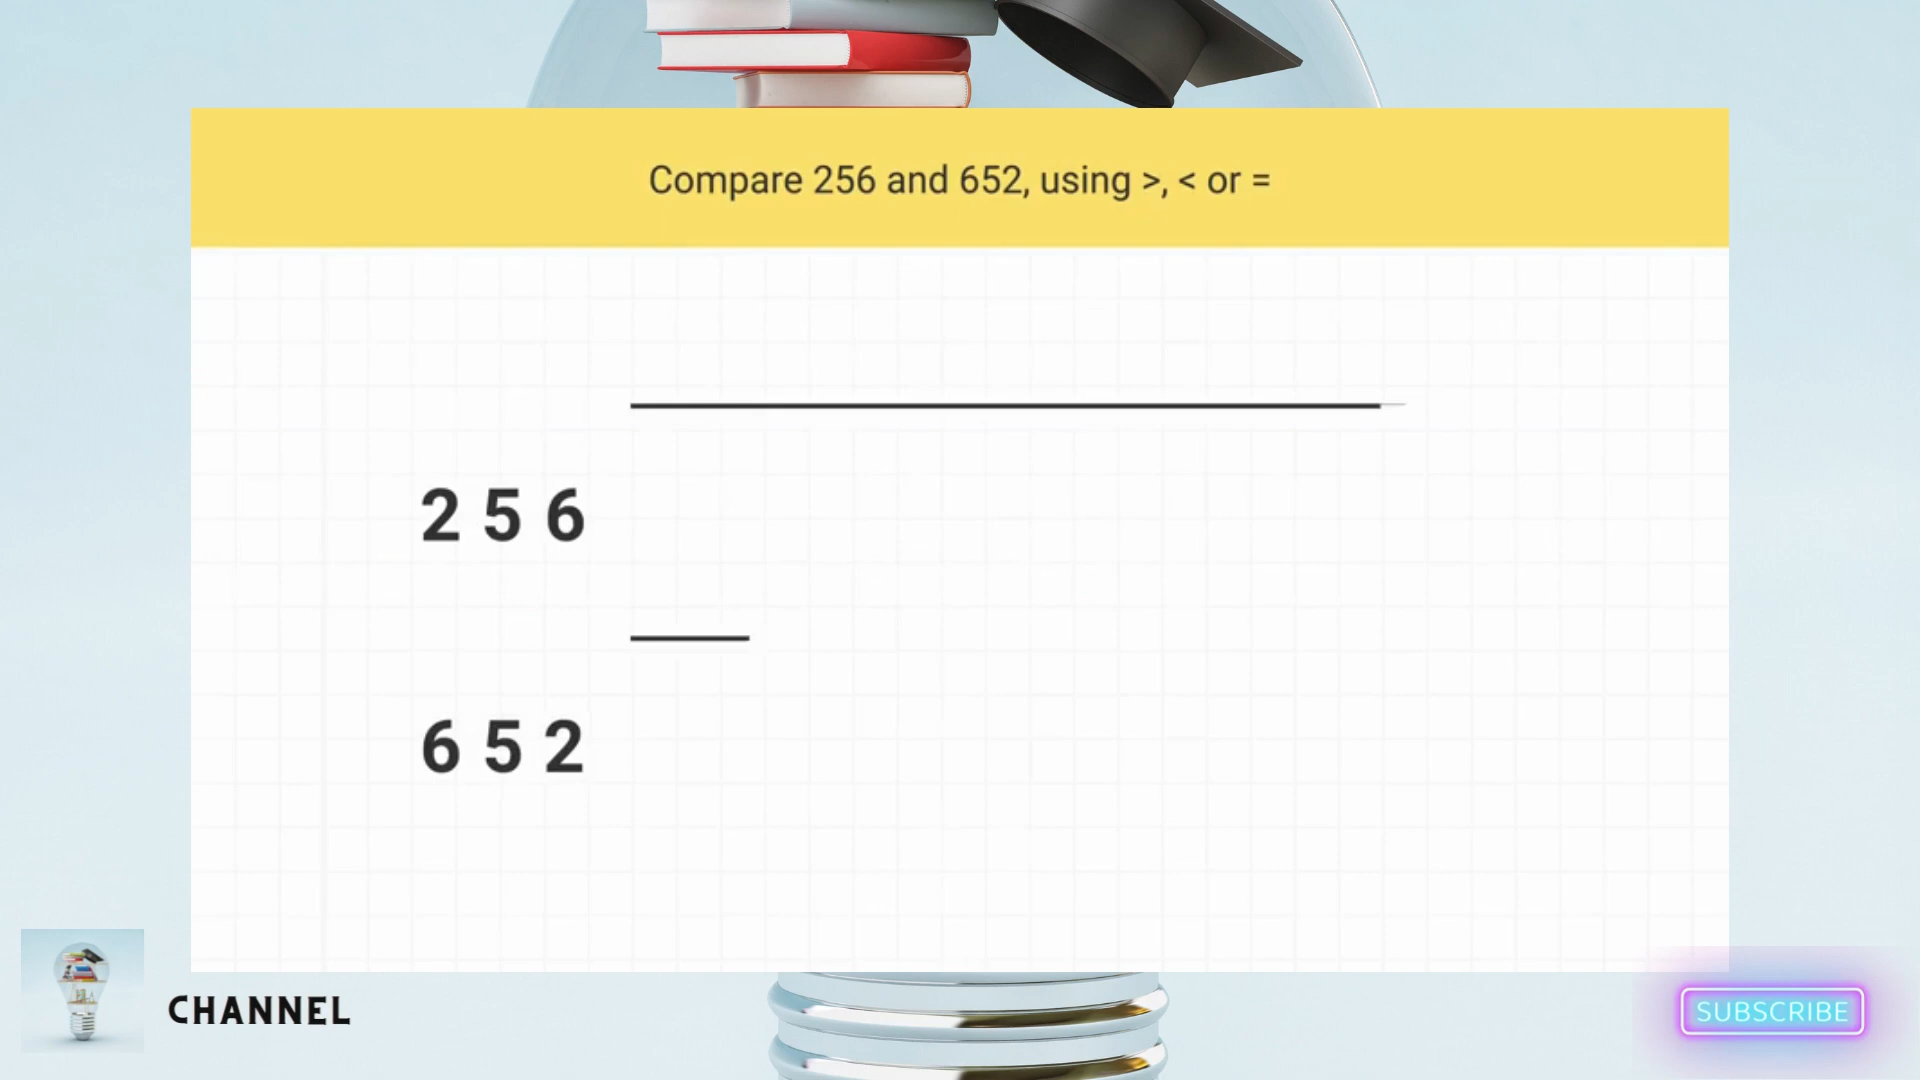 Compare 256 and 652, using >, < or =
2 5 6
6 5 2
CHANNEL
SUBSCRIBE